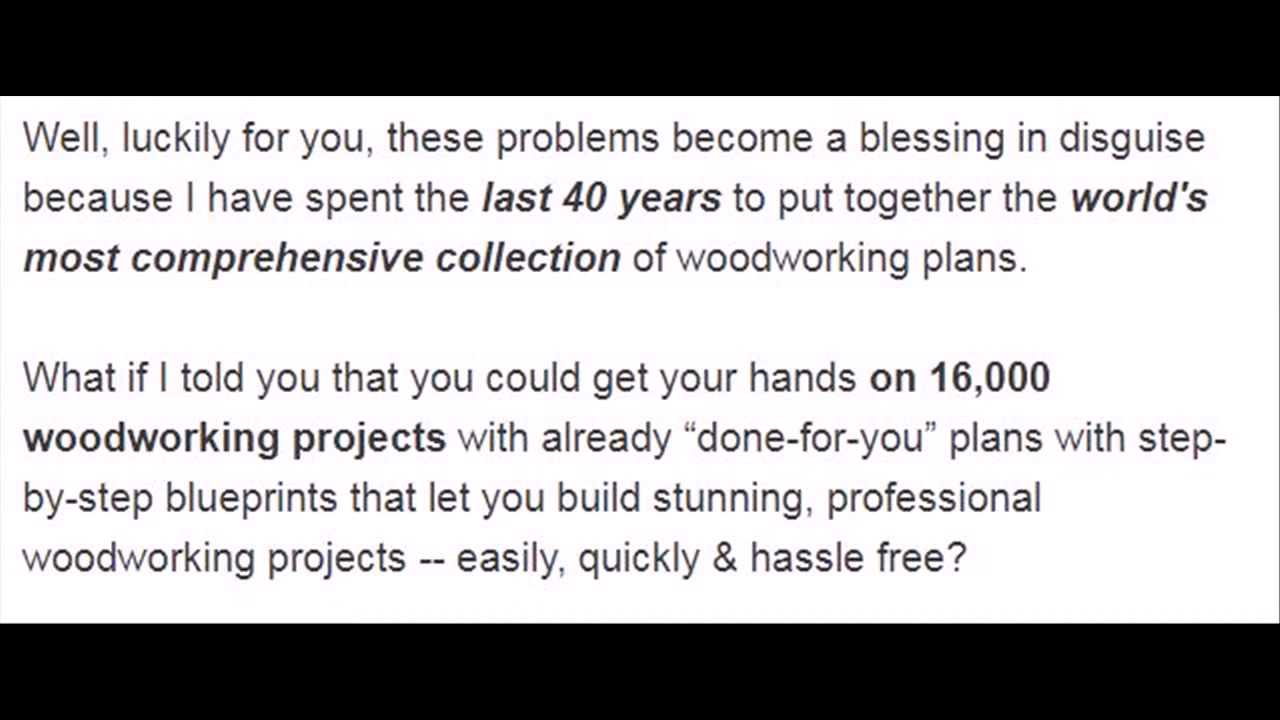 Well, luckily for you, these problems become a blessing in disguise
because I have spent the last 40 years to put together the world's
most comprehensive collection of woodworking plans.
What if I told you that you could get your hands on 16,000
woodworking projects with already “done-for-you” plans with step-
by-step blueprints that let you build stunning, professional
woodworking projects -- easily, quickly & hassle free?